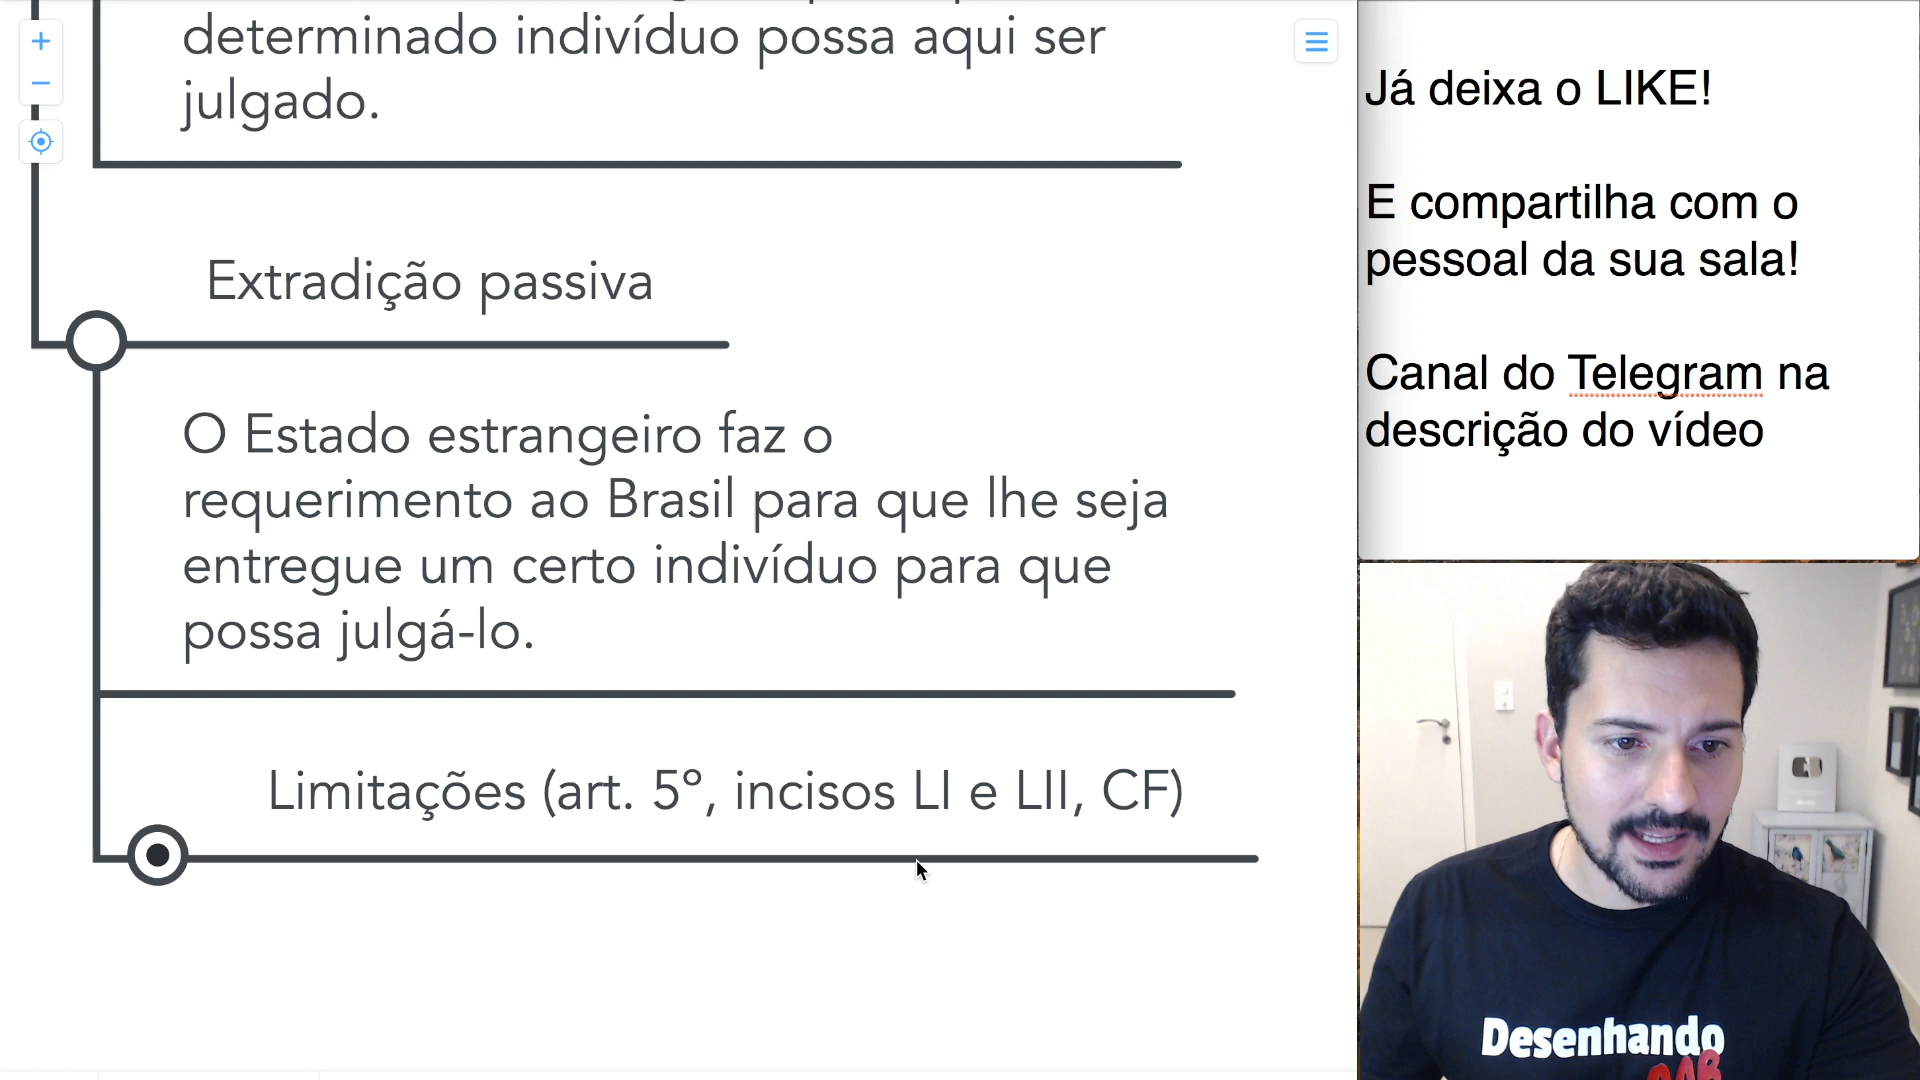 determinado indivíduo possa aqui ser
julgado.
Extradição passiva
O Estado estrangeiro faz o
requerimento ao Brasil para que lhe seja
entregue um certo indivíduo para que
possa julgá-lo.
Limitações (art. 5º, incisos LI e LII, CF)
Já deixa o LIKE!
E compartilha com o
pessoal da sua sala!
Canal do Telegram na
descrição do vídeo
Desenhando